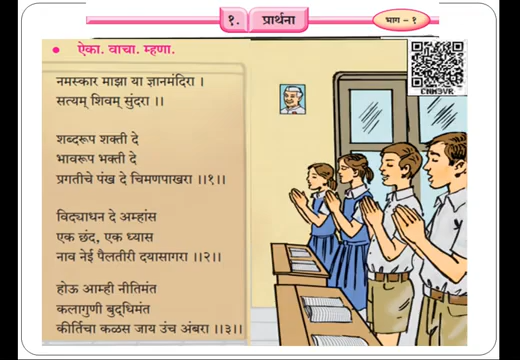 १. प्रार्थना
भाग - १
ऐका. वाचा. म्हणा.
CNM3VR
नमस्कार माझा या ज्ञानमंदिरा ।
सत्यम् शिवम् सुंदरा ।।
शब्दरूप शक्ती दे
भावरूप भक्ती दे
प्रगतीचे पंख दे चिमणपाखरा ।।१।।
विद्याधन दे अम्हांस
एक छंद, एक ध्यास
नाव नेई पैलतीरी दयासागरा ।।२।।
होऊ आम्ही नीतिमंत
कलागुणी बुद्धिमंत
कीर्तिचा कळस जाय उंच अंबरा ।।३।।